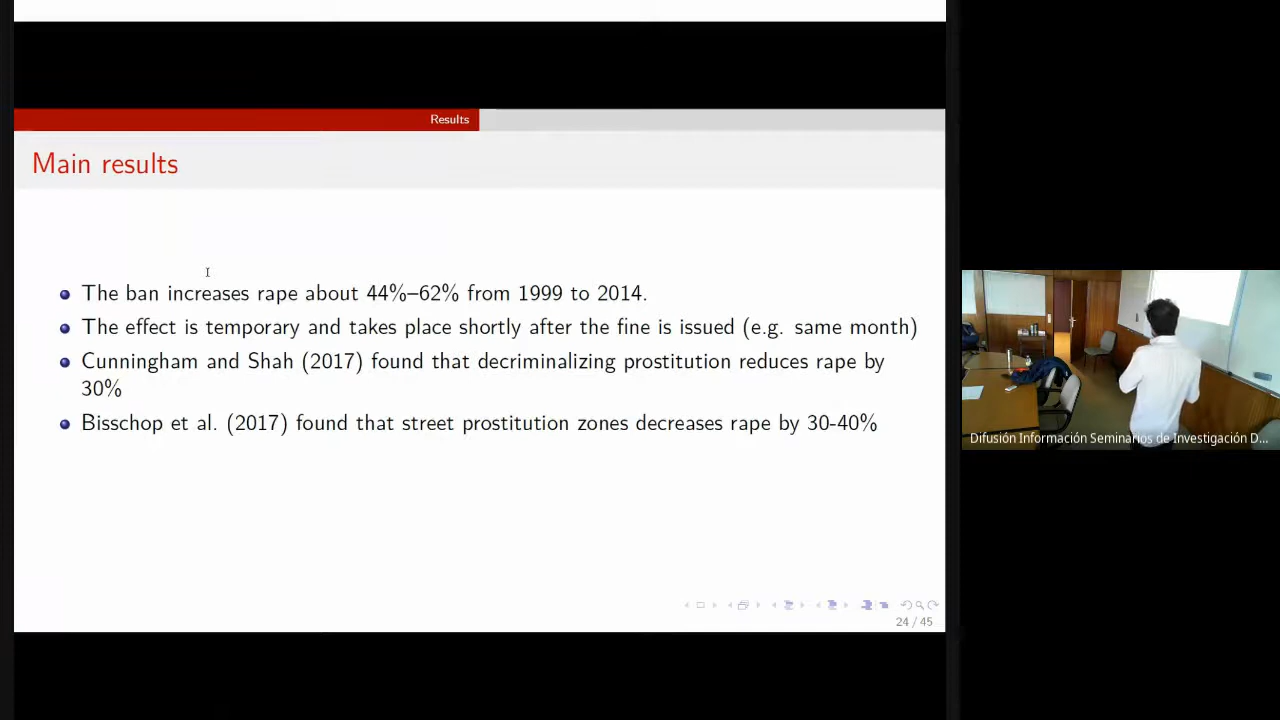 Results
Main results
The ban increases rape about 44%–62% from 1999 to 2014.
The effect is temporary and takes place shortly after the fine is issued (e.g. same month)
Cunningham and Shah (2017) found that decriminalizing prostitution reduces rape by
30%
Bisschop et al. (2017) found that street prostitution zones decreases rape by 30-40%
24 / 45
Difusión Información Seminarios de Investigación D...